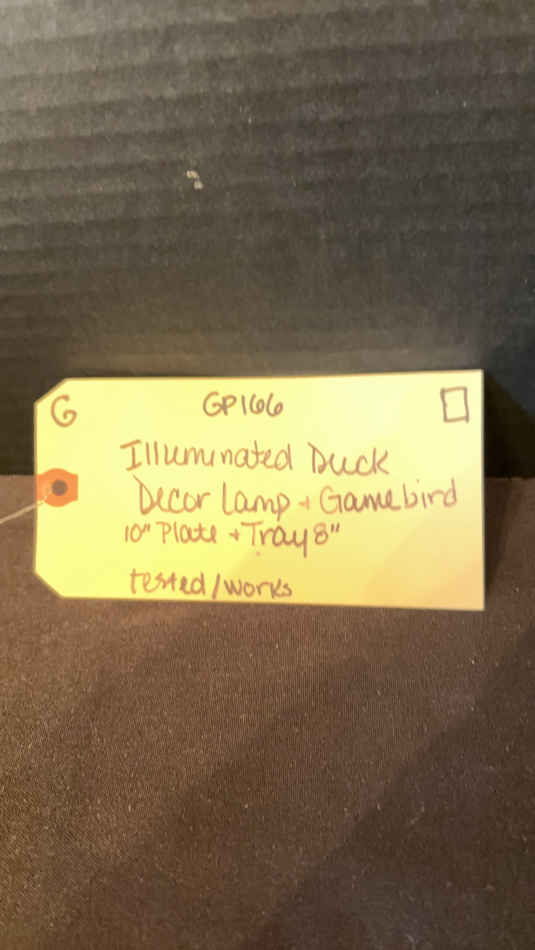 G GP166
Illuminated Duck
Decor Lamp + Gamebird
10" Plate + Tray 8"
tested/works